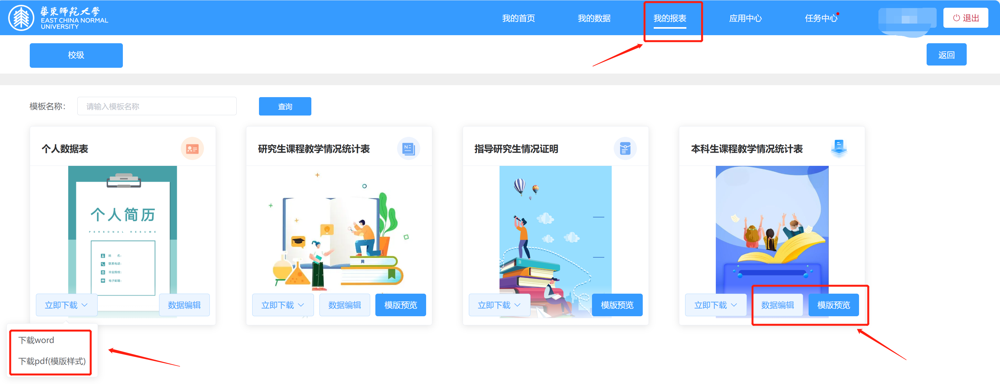 華東師範大學
EAST CHINA NORMAL
UNIVERSITY
我的首页
我的数据
我的报表
应用中心
任务中心
退出
校级
返回
模板名称：
请输入模板名称
查询
个人数据表
研究生课程教学情况统计表
指导研究生情况证明
本科生课程教学情况统计表
个人简历
PERSONAL RESUME
姓 名：
联系电话：
毕业院校：
电子邮箱：
N
立即下载
数据编辑
立即下载
数据编辑
模版预览
立即下载
模版预览
立即下载
数据编辑
模版预览
下载word
下载pdf(模版样式)